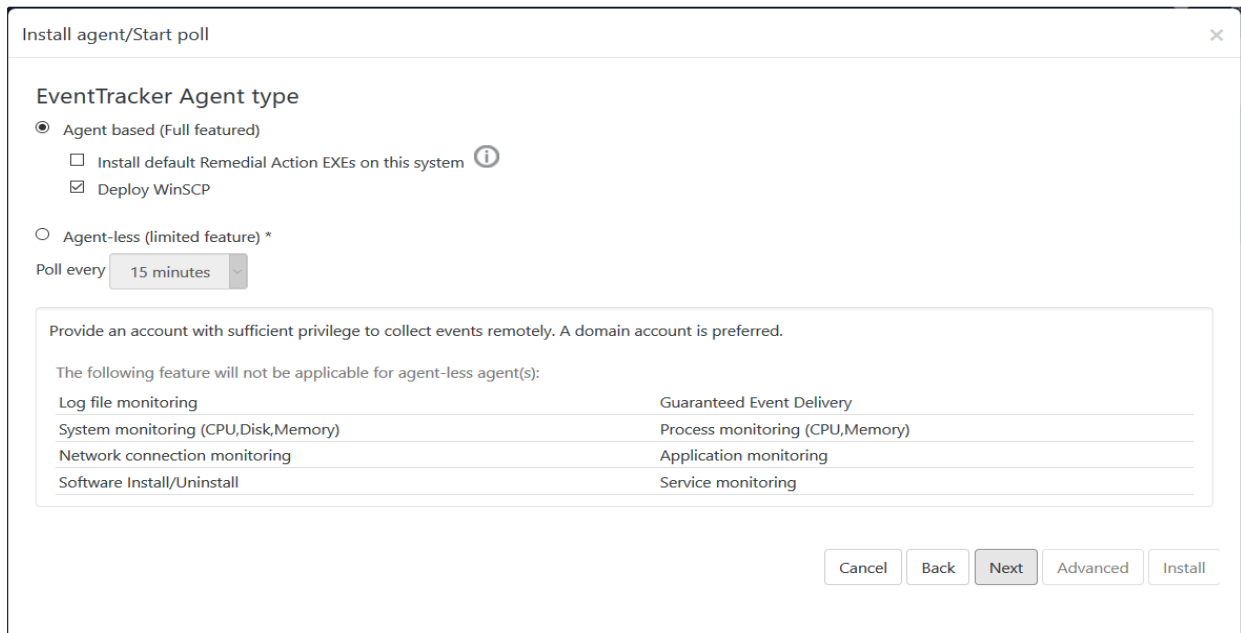 Install agent/Start poll
EventTracker Agent type
Agent based (Full featured)
Install default Remedial Action EXEs on this system
Deploy WinSCP
Agent-less (limited feature) *
Poll every 15 minutes
Provide an account with sufficient privilege to collect events remotely. A domain account is preferred.
The following feature will not be applicable for agent-less agent(s):
Log file monitoring Guaranteed Event Delivery
System monitoring (CPU,Disk,Memory) Process monitoring (CPU,Memory)
Network connection monitoring Application monitoring
Software Install/Uninstall Service monitoring
Cancel Back Next Advanced Install